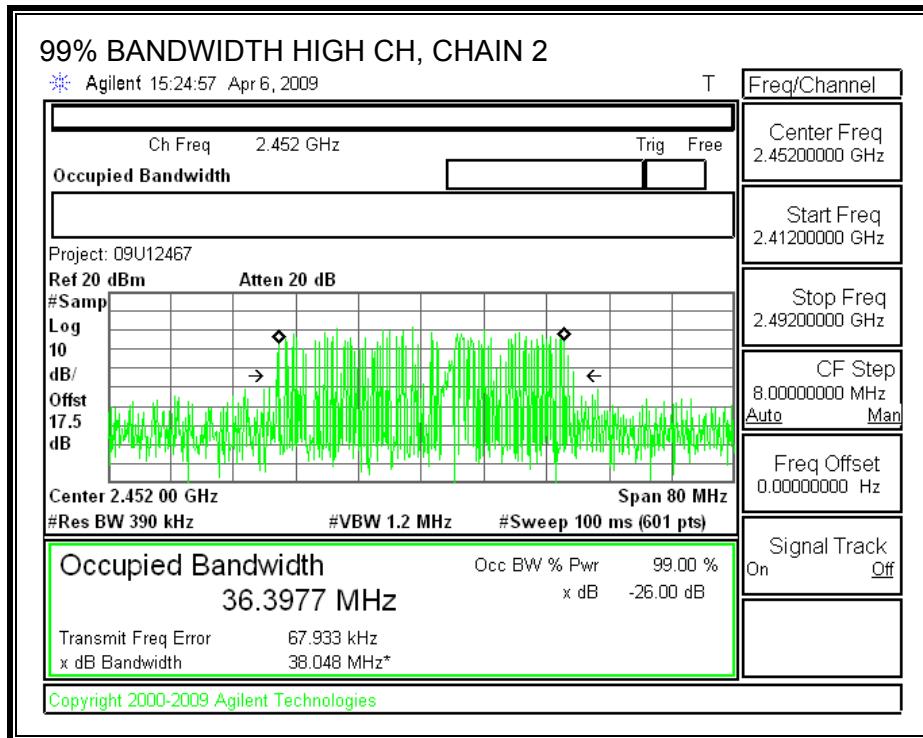 99% BANDWIDTH HIGH CH, CHAIN 2
Agilent 15:24:57 Apr 6, 2009 T
Freq/Channel
Ch Freq 2.452 GHz Trig Free
Occupied Bandwidth
Center Freq
2.45200000 GHz
Start Freq
2.41200000 GHz
Stop Freq
2.49200000 GHz
CF Step
8.00000000 MHz
Auto Man
Freq Offset
0.00000000 Hz
Signal Track
On Off
Project: 09U12467
Ref 20 dBm Atten 20 dB
#Samp
Log
10
dB/
Offst
17.5
dB
Center 2.452 00 GHz Span 80 MHz
#Res BW 390 kHz #VBW 1.2 MHz #Sweep 100 ms (601 pts)
Occupied Bandwidth Occ BW % Pwr 99.00 %
36.3977 MHz x dB -26.00 dB
Transmit Freq Error 67.933 kHz
x dB Bandwidth 38.048 MHz*
Copyright 2000-2009 Agilent Technologies